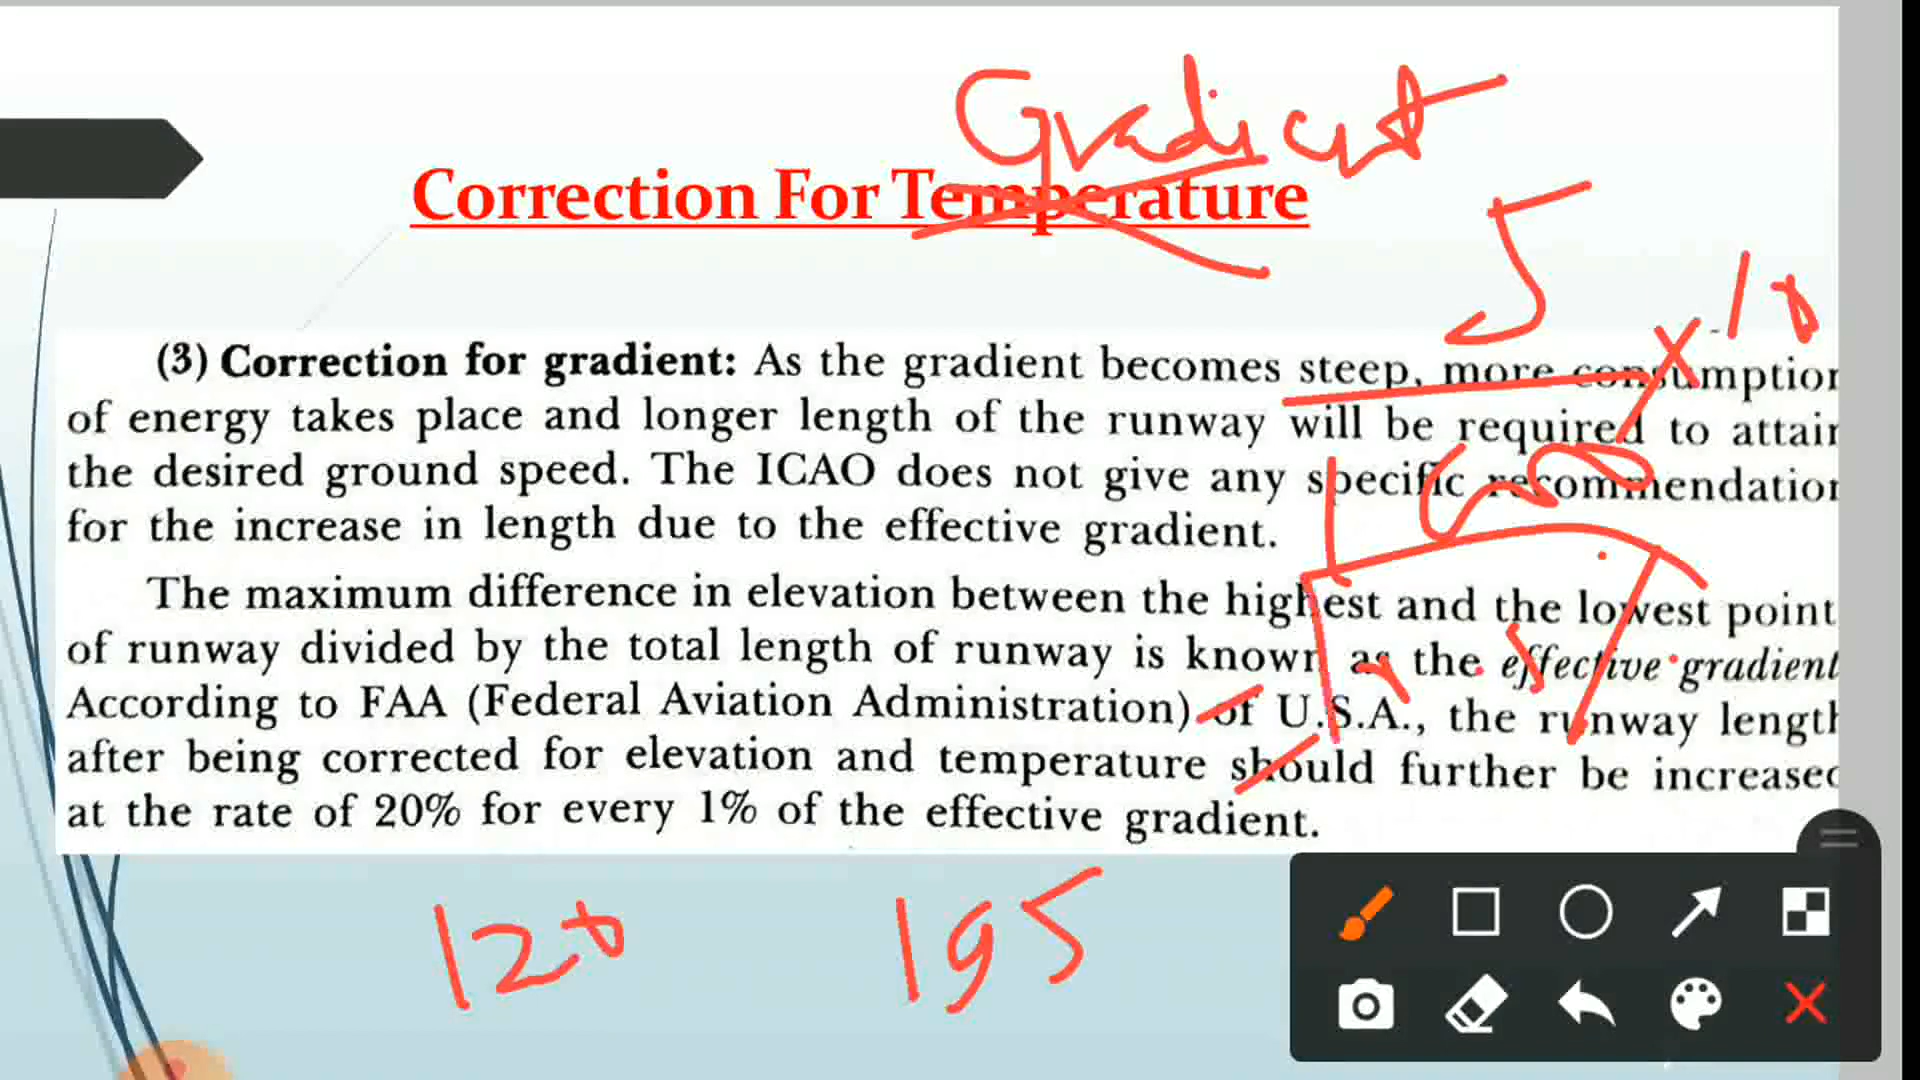 Gradient
Correction For Temperature
5
(3) Correction for gradient: As the gradient becomes steep, more consumption
of energy takes place and longer length of the runway will be required to attain
the desired ground speed. The ICAO does not give any specific recommendation
for the increase in length due to the effective gradient.
The maximum difference in elevation between the highest and the lowest point
of runway divided by the total length of runway is known as the effective gradient
According to FAA (Federal Aviation Administration) of U.S.A., the runway length
after being corrected for elevation and temperature should further be increased
at the rate of 20% for every 1% of the effective gradient.
120 195